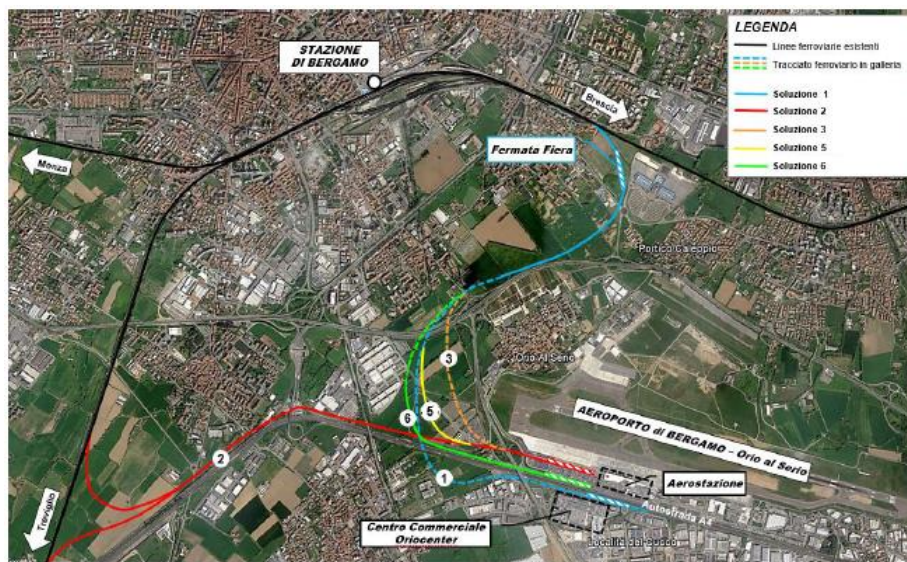 STAZIONE
DI BERGAMO
LEGENDA
Linee ferroviarie esistenti
Tracciato ferroviario in galleria
Soluzione 1
Soluzione 2
Soluzione 3
Soluzione 5
Soluzione 6
Brescia
Monza
Fermata Fiera
Portico Caleppio
Orio Al Serio
3
5
6
AEROPORTO di BERGAMO – Orio al Serio
2
1
Aerostazione
Treviglio
Autostrada A4
Centro Commerciale
Oriocenter
Località